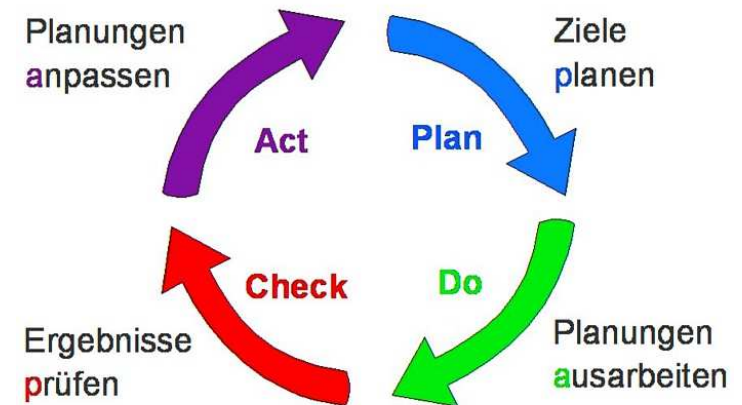 Planungen
anpassen
Ziele
planen
Act
Plan
Check
Do
Ergebnisse
prüfen
Planungen
ausarbeiten